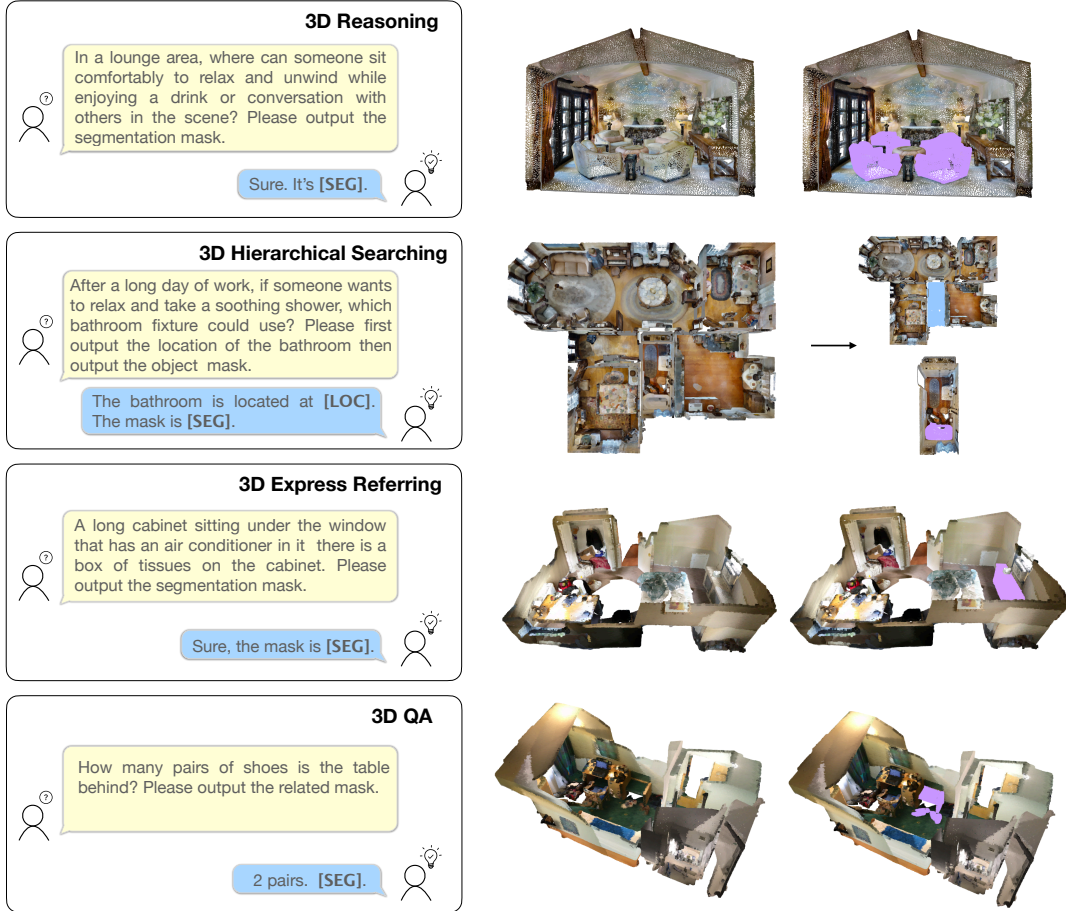 3D Reasoning
In a lounge area, where can someone sit
comfortably to relax and unwind while
enjoying a drink or conversation with
others in the scene? Please output the
segmentation mask.
?
Sure. It's [SEG].
3D Hierarchical Searching
After a long day of work, if someone wants
to relax and take a soothing shower, which
bathroom fixture could use? Please first
output the location of the bathroom then
output the object mask.
?
The bathroom is located at [LOC].
The mask is [SEG].
3D Express Referring
A long cabinet sitting under the window
that has an air conditioner in it there is a
box of tissues on the cabinet. Please
output the segmentation mask.
?
Sure, the mask is [SEG].
3D QA
How many pairs of shoes is the table
behind? Please output the related mask.
?
2 pairs. [SEG].